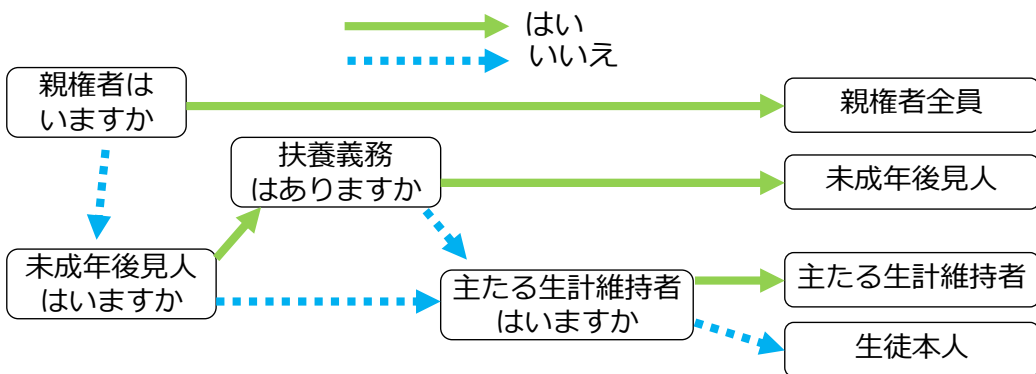 はい
いいえ
親権者は
いますか
親権者全員
扶養義務
はありますか
未成年後見人
未成年後見人
はいますか
主たる生計維持者
はいますか
主たる生計維持者
生徒本人